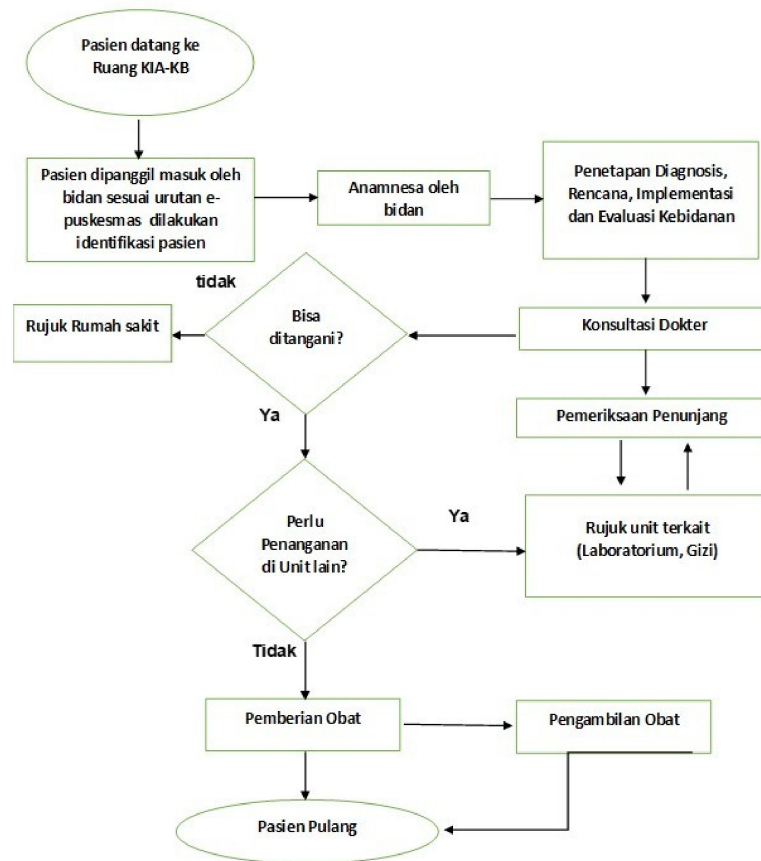 Pasien datang ke
Ruang KIA-KB
Pasien dipanggil masuk oleh
bidan sesuai urutan e-
puskesmas dilakukan
identifikasi pasien
Anamnesa oleh
bidan
Penetapan Diagnosis,
Rencana, Implementasi
dan Evaluasi Kebidanan
tidak
Rujuk Rumah sakit
Bisa
ditangani?
Konsultasi Dokter
Ya
Pemeriksaan Penunjang
Perlu
Penanganan
di Unit lain?
Ya
Rujuk unit terkait
(Laboratorium, Gizi)
Tidak
Pemberian Obat
Pengambilan Obat
Pasien Pulang